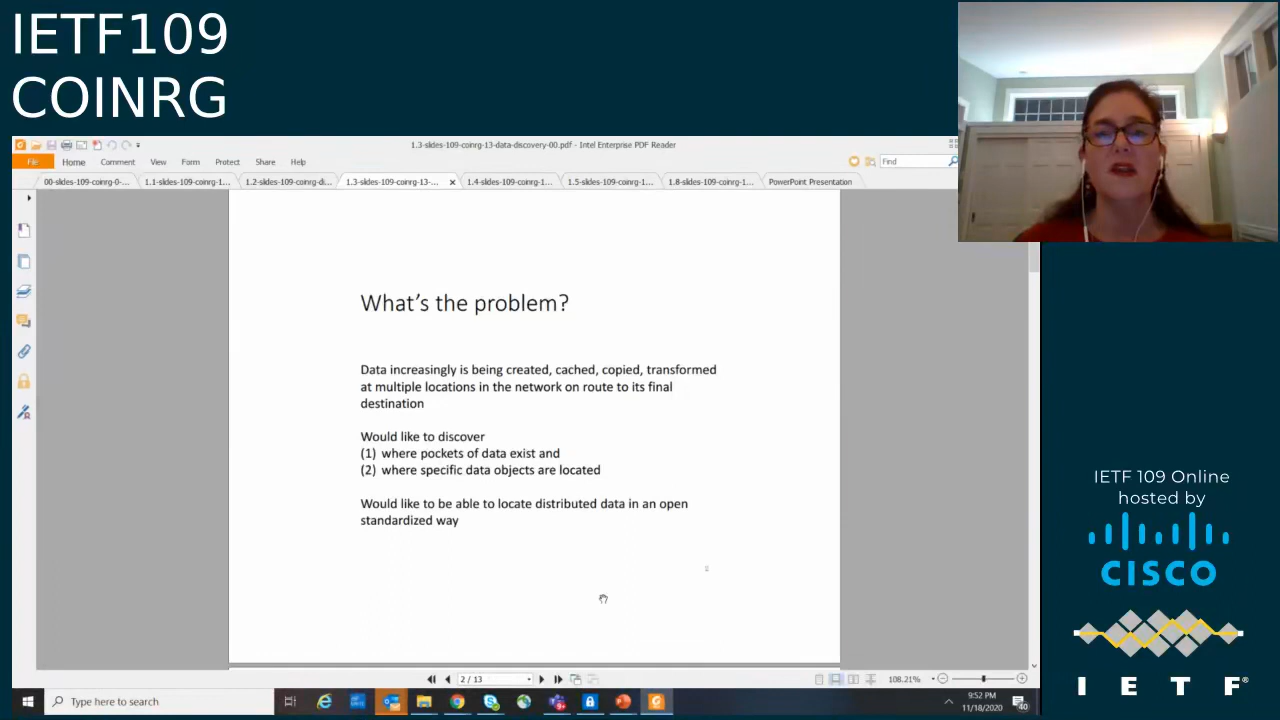 IETF109
COINRG
1.3-slides-109-coinrg-13-data-discovery-00.pdf - Intel Enterprise PDF Reader
File Home Comment View Form Protect Share Help Find
00-slides-109-coinrg-0-... 1.1-slides-109-coinrg-1... 1.2-slides-109-coinrg-di... 1.3-slides-109-coinrg-13-... 1.4-slides-109-coinrg-1... 1.5-slides-109-coinrg-1... 1.8-slides-109-coinrg-1... PowerPoint Presentation
What's the problem?
Data increasingly is being created, cached, copied, transformed
at multiple locations in the network on route to its final
destination
Would like to discover
(1) where pockets of data exist and
(2) where specific data objects are located
Would like to be able to locate distributed data in an open
standardized way
2 / 13
108.21%
Type here to search
9:52 PM
11/18/2020
40
IETF 109 Online
hosted by
CISCO
I E T F®